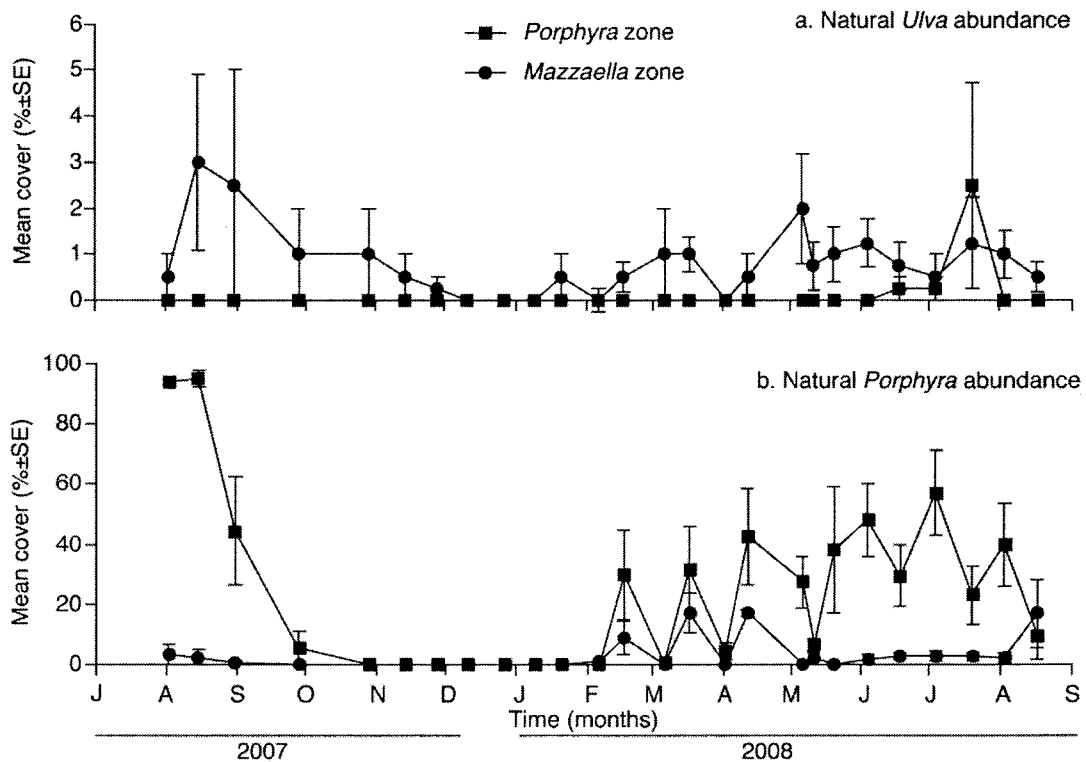 6
5
4
3
2
1
0
Mean cover (%±SE)
Porphyra zone
Mazzaella zone
a. Natural Ulva abundance
100
80
60
40
20
0
Mean cover (%±SE)
b. Natural Porphyra abundance
J A S O N D J F M A M J J A S
Time (months)
2007 2008